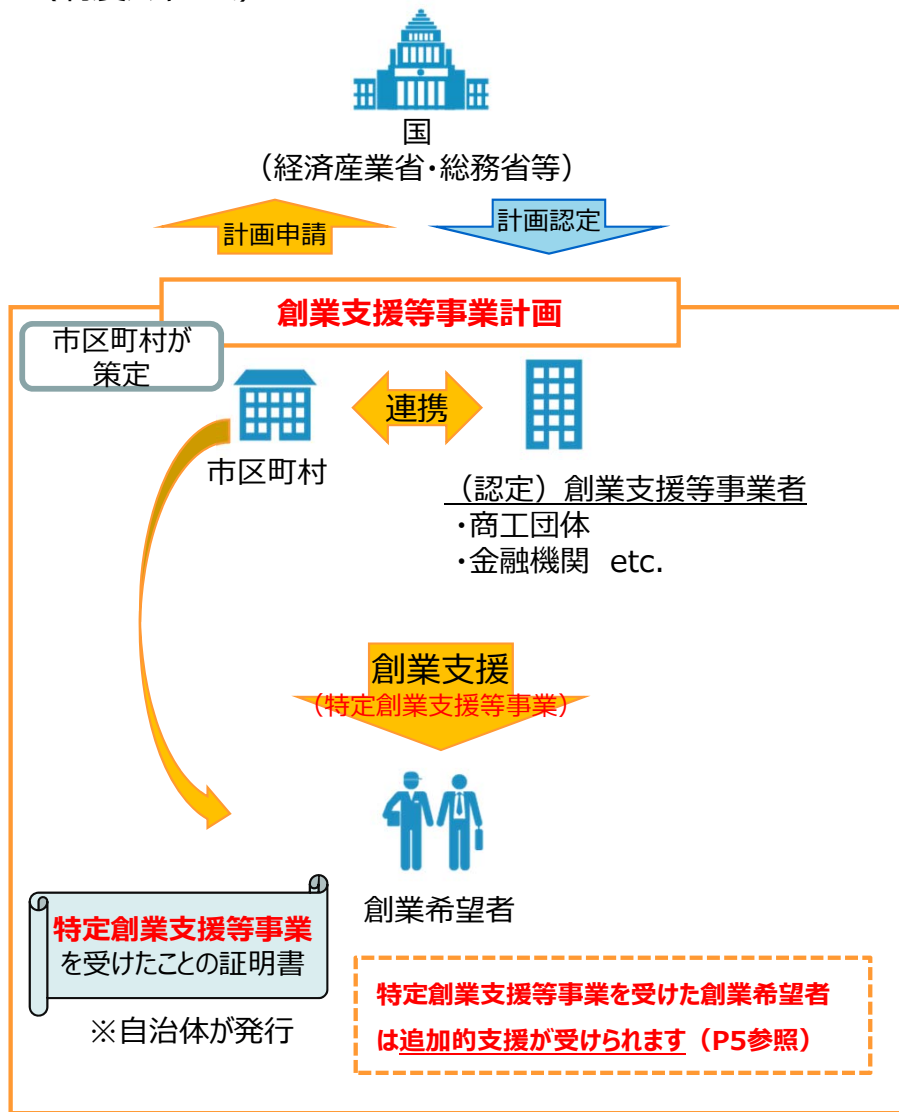 国
（経済産業省・総務省等）
計画申請
計画認定
創業支援等事業計画
市区町村が
策定
連携
市区町村
（認定）創業支援等事業者
・商工団体
・金融機関 etc.
創業支援
（特定創業支援等事業）
創業希望者
特定創業支援等事業
を受けたことの証明書
※自治体が発行
特定創業支援等事業を受けた創業希望者
は追加的支援が受けられます（P5参照）